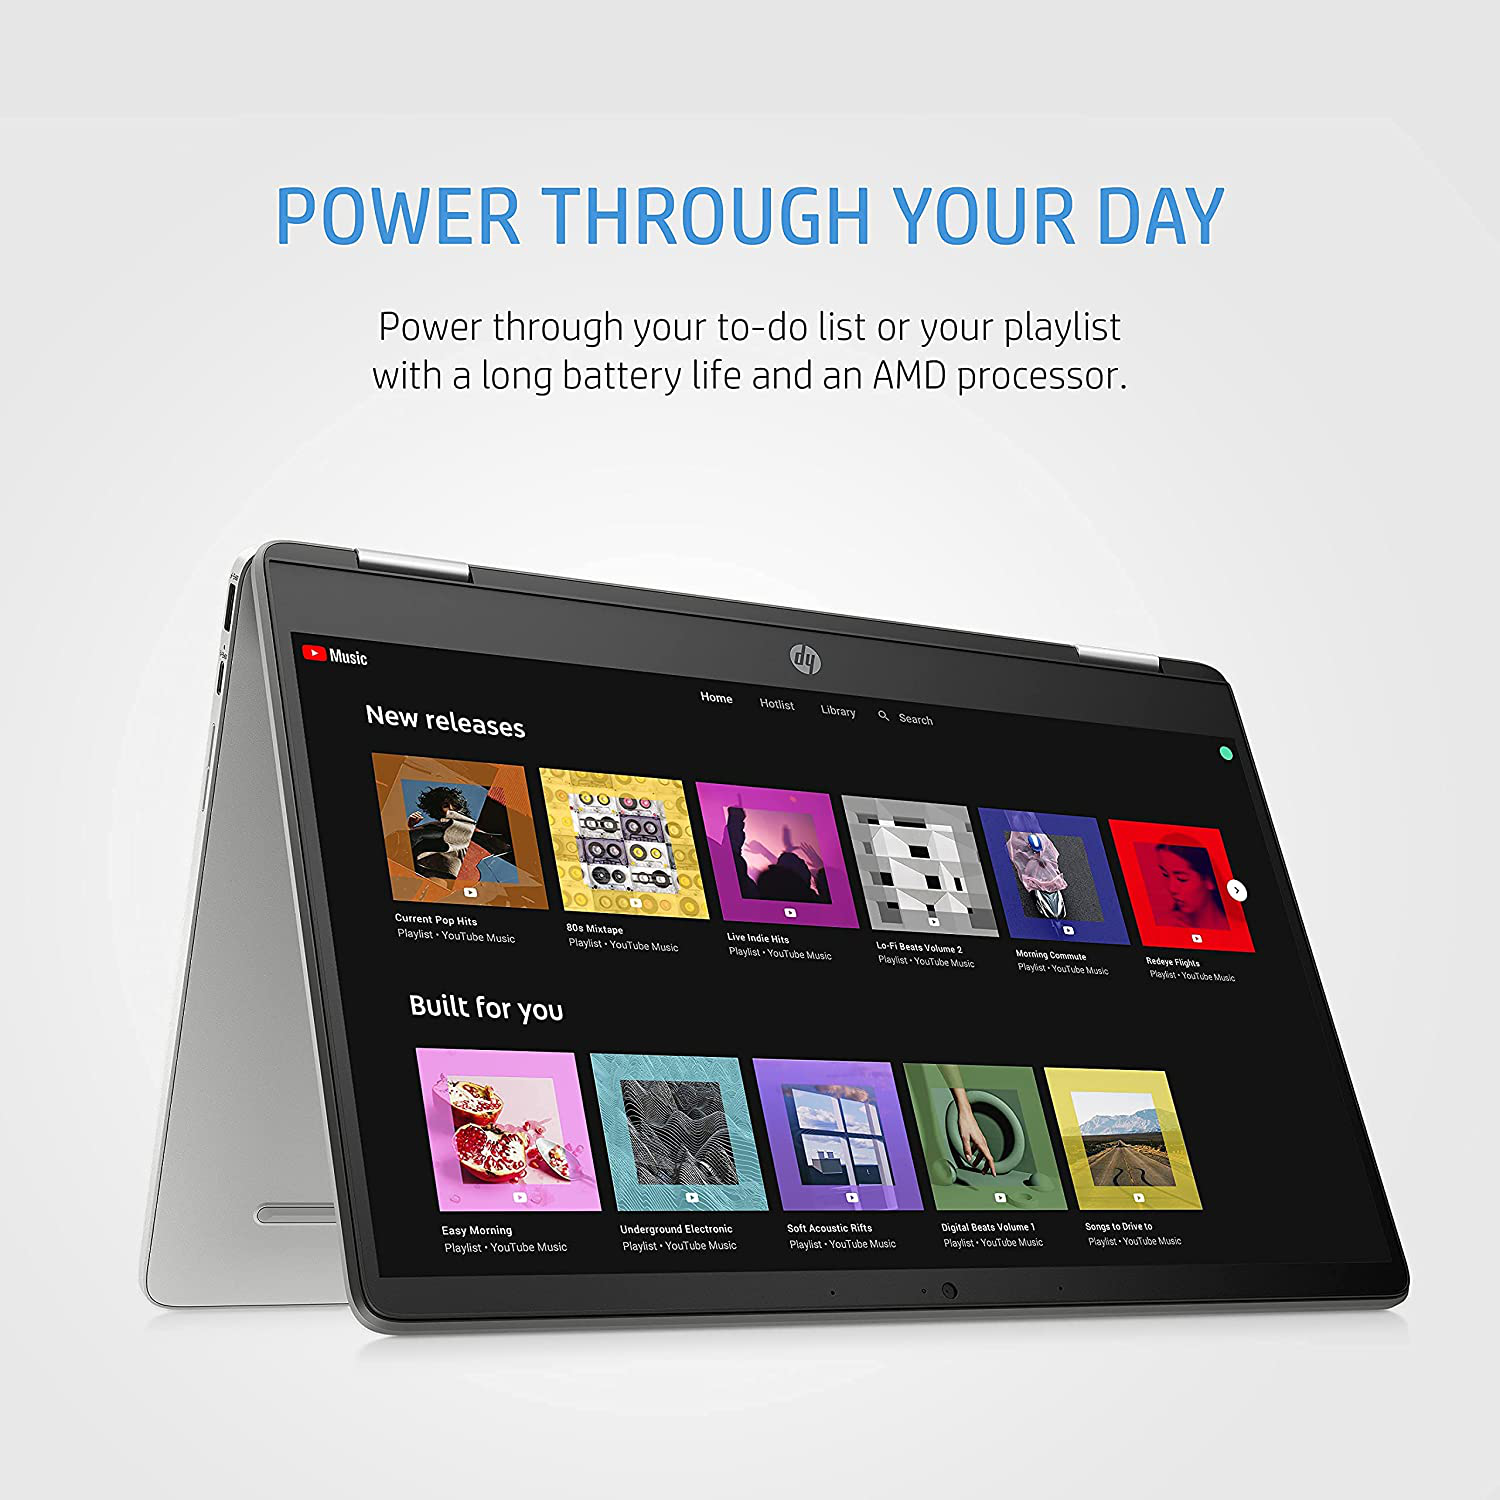 POWER THROUGH YOUR DAY
Power through your to-do list or your playlist
with a long battery life and an AMD processor.
hp
Music
Home Hotlist Library Search
New releases
Current Pop Hits
Playlist • YouTube Music
80s Mixtape
Playlist • YouTube Music
Live Indie Hits
Playlist • YouTube Music
Lo-Fi Beats Volume 2
Playlist • YouTube Music
Morning Commute
Playlist • YouTube Music
Redeye Flights
Playlist • YouTube Music
Built for you
Easy Morning
Playlist • YouTube Music
Underground Electronic
Playlist • YouTube Music
Soft Acoustic Rifts
Playlist • YouTube Music
Digital Beats Volume 1
Playlist • YouTube Music
Songs to Drive to
Playlist • YouTube Music